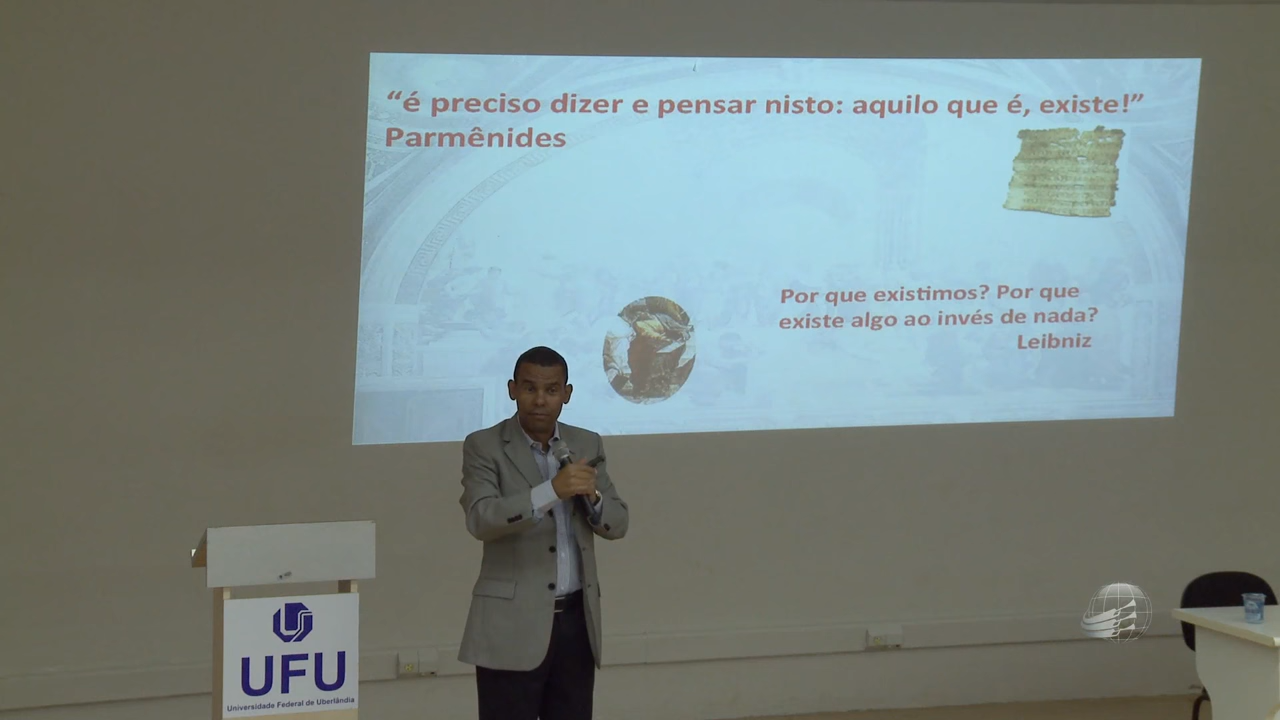 “é preciso dizer e pensar nisto: aquilo que é, existe!”
Parmênides
Por que existimos? Por que
existe algo ao invés de nada?
Leibniz
UFU
Universidade Federal de Uberlândia